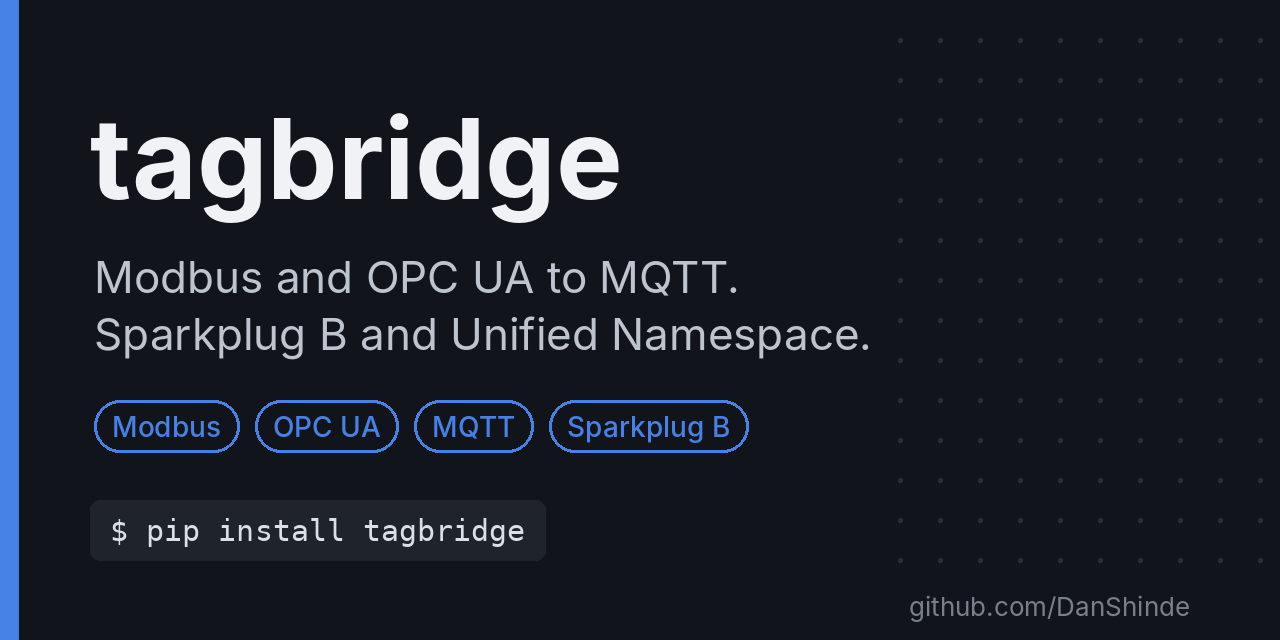 tagbridge
Modbus and OPC UA to MQTT.
Sparkplug B and Unified Namespace.
Modbus OPC UA MQTT Sparkplug B
$ pip install tagbridge
github.com/DanShinde